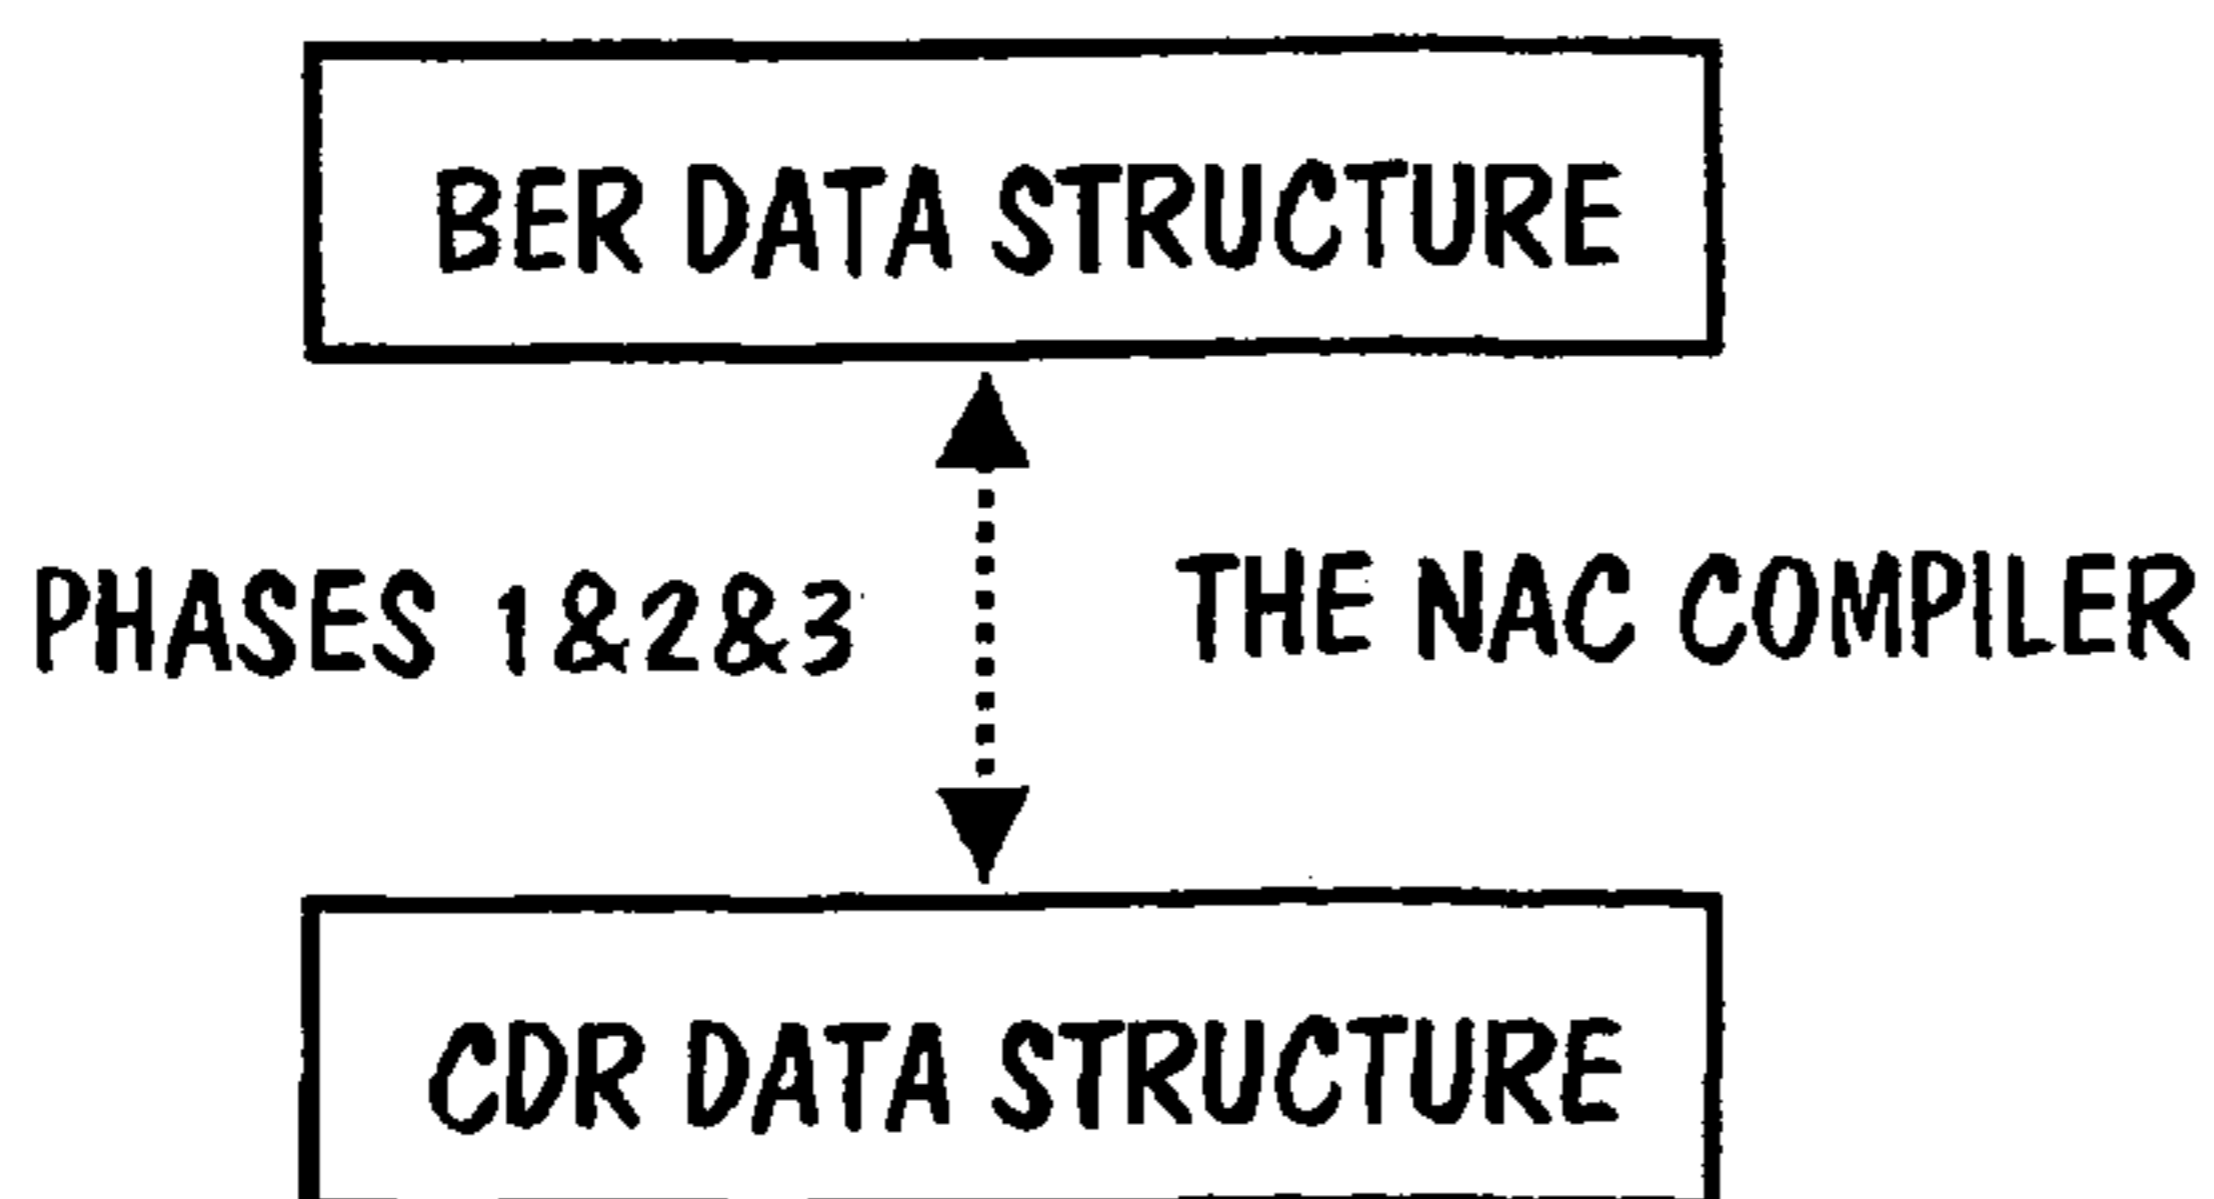 BER DATA STRUCTURE
PHASES 1&2&3
THE NAC COMPILER
CDR DATA STRUCTURE